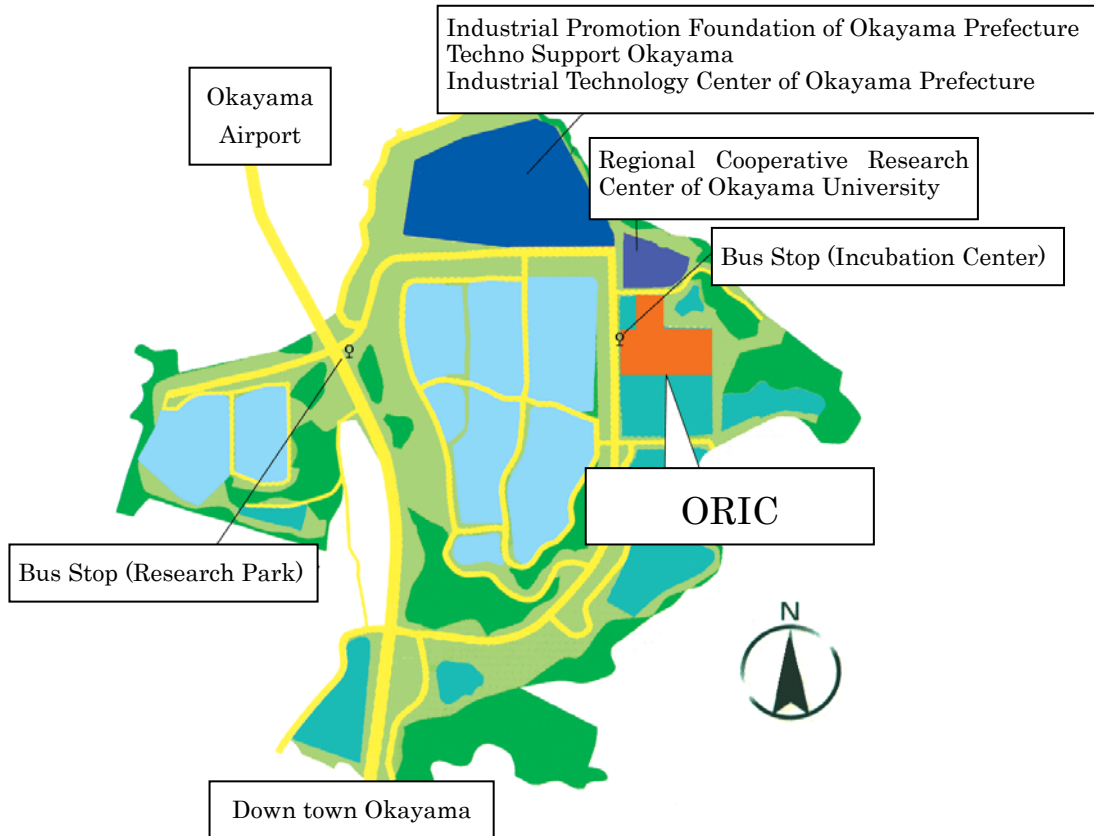 Industrial Promotion Foundation of Okayama Prefecture
Techno Support Okayama
Industrial Technology Center of Okayama Prefecture
Okayama
Airport
Regional Cooperative Research
Center of Okayama University
Bus Stop (Incubation Center)
ORIC
Bus Stop (Research Park)
N
Down town Okayama